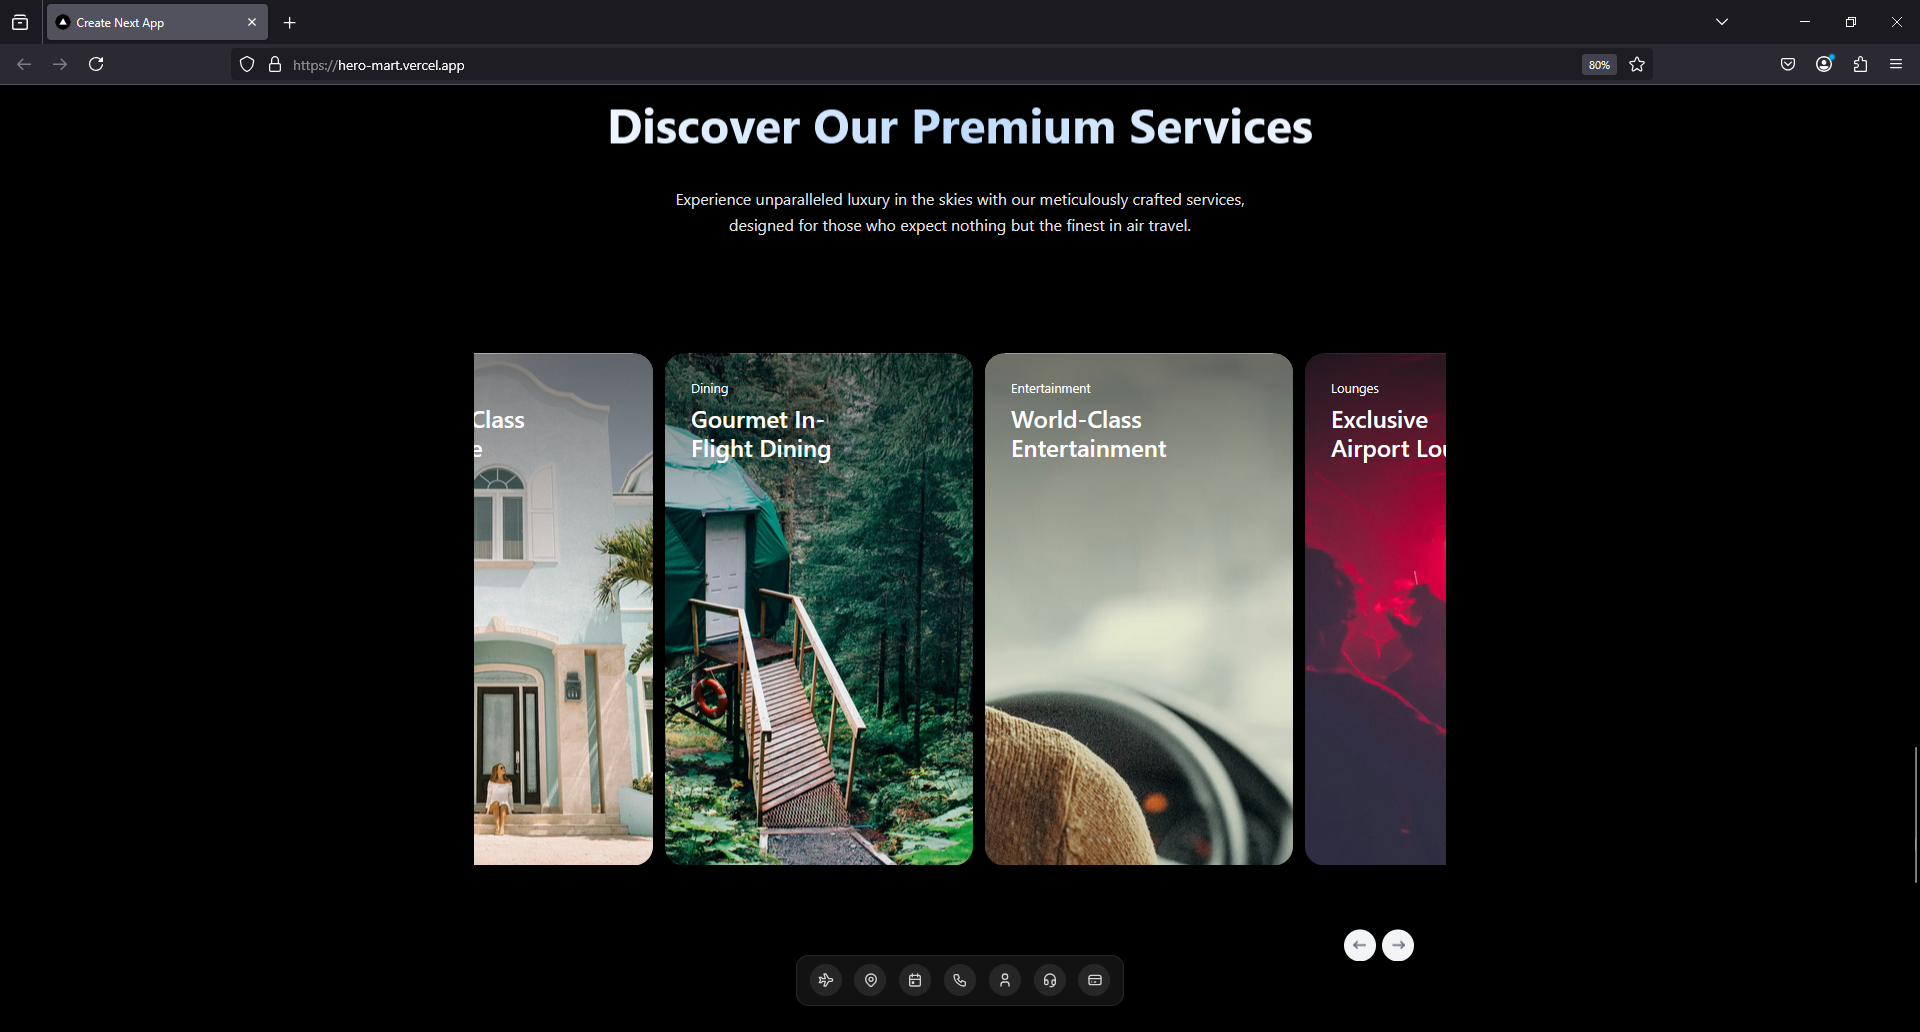 Create Next App
https://hero-mart.vercel.app
80%
Discover Our Premium Services
Experience unparalleled luxury in the skies with our meticulously crafted services,
designed for those who expect nothing but the finest in air travel.
Class
e
Dining
Gourmet In-
Flight Dining
Entertainment
World-Class
Entertainment
Lounges
Exclusive
Airport Lou